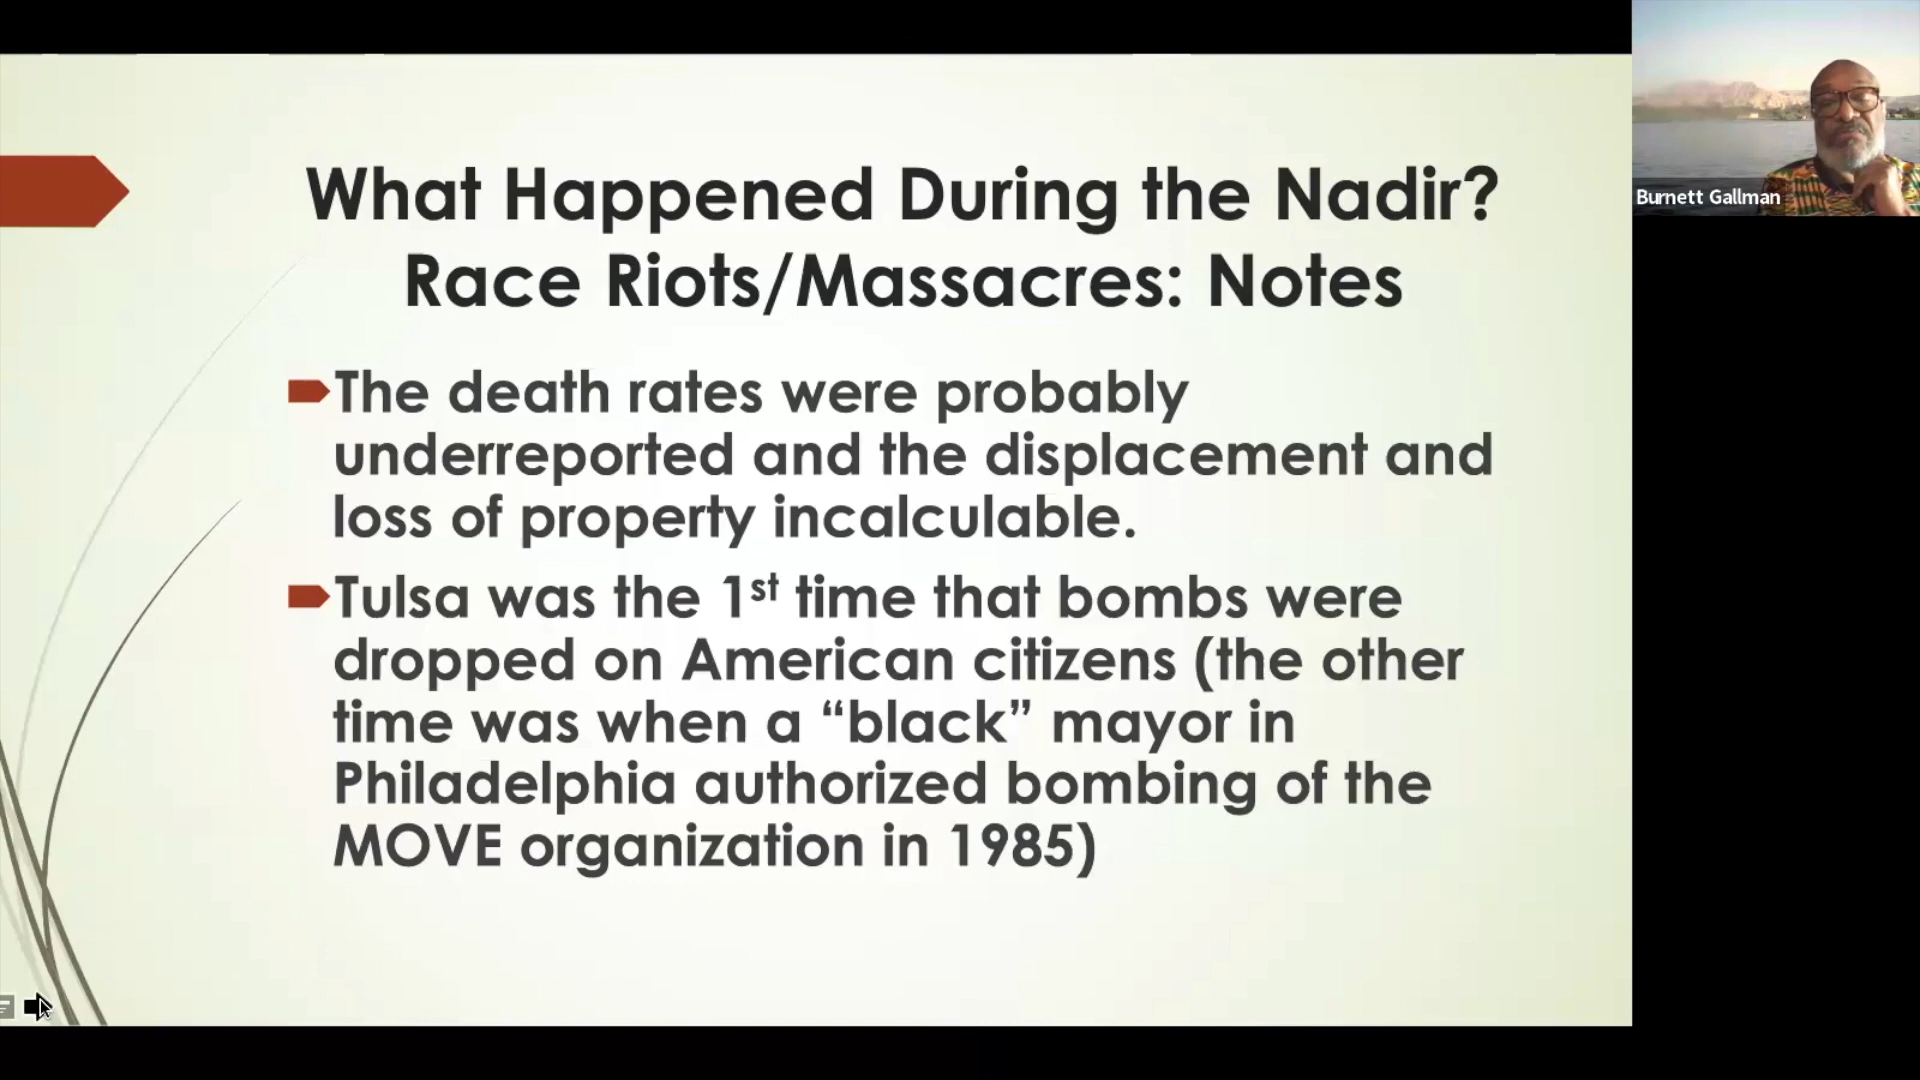 What Happened During the Nadir?
Race Riots/Massacres: Notes
The death rates were probably
underreported and the displacement and
loss of property incalculable.
Tulsa was the 1st time that bombs were
dropped on American citizens (the other
time was when a “black” mayor in
Philadelphia authorized bombing of the
MOVE organization in 1985)
Burnett Gallman